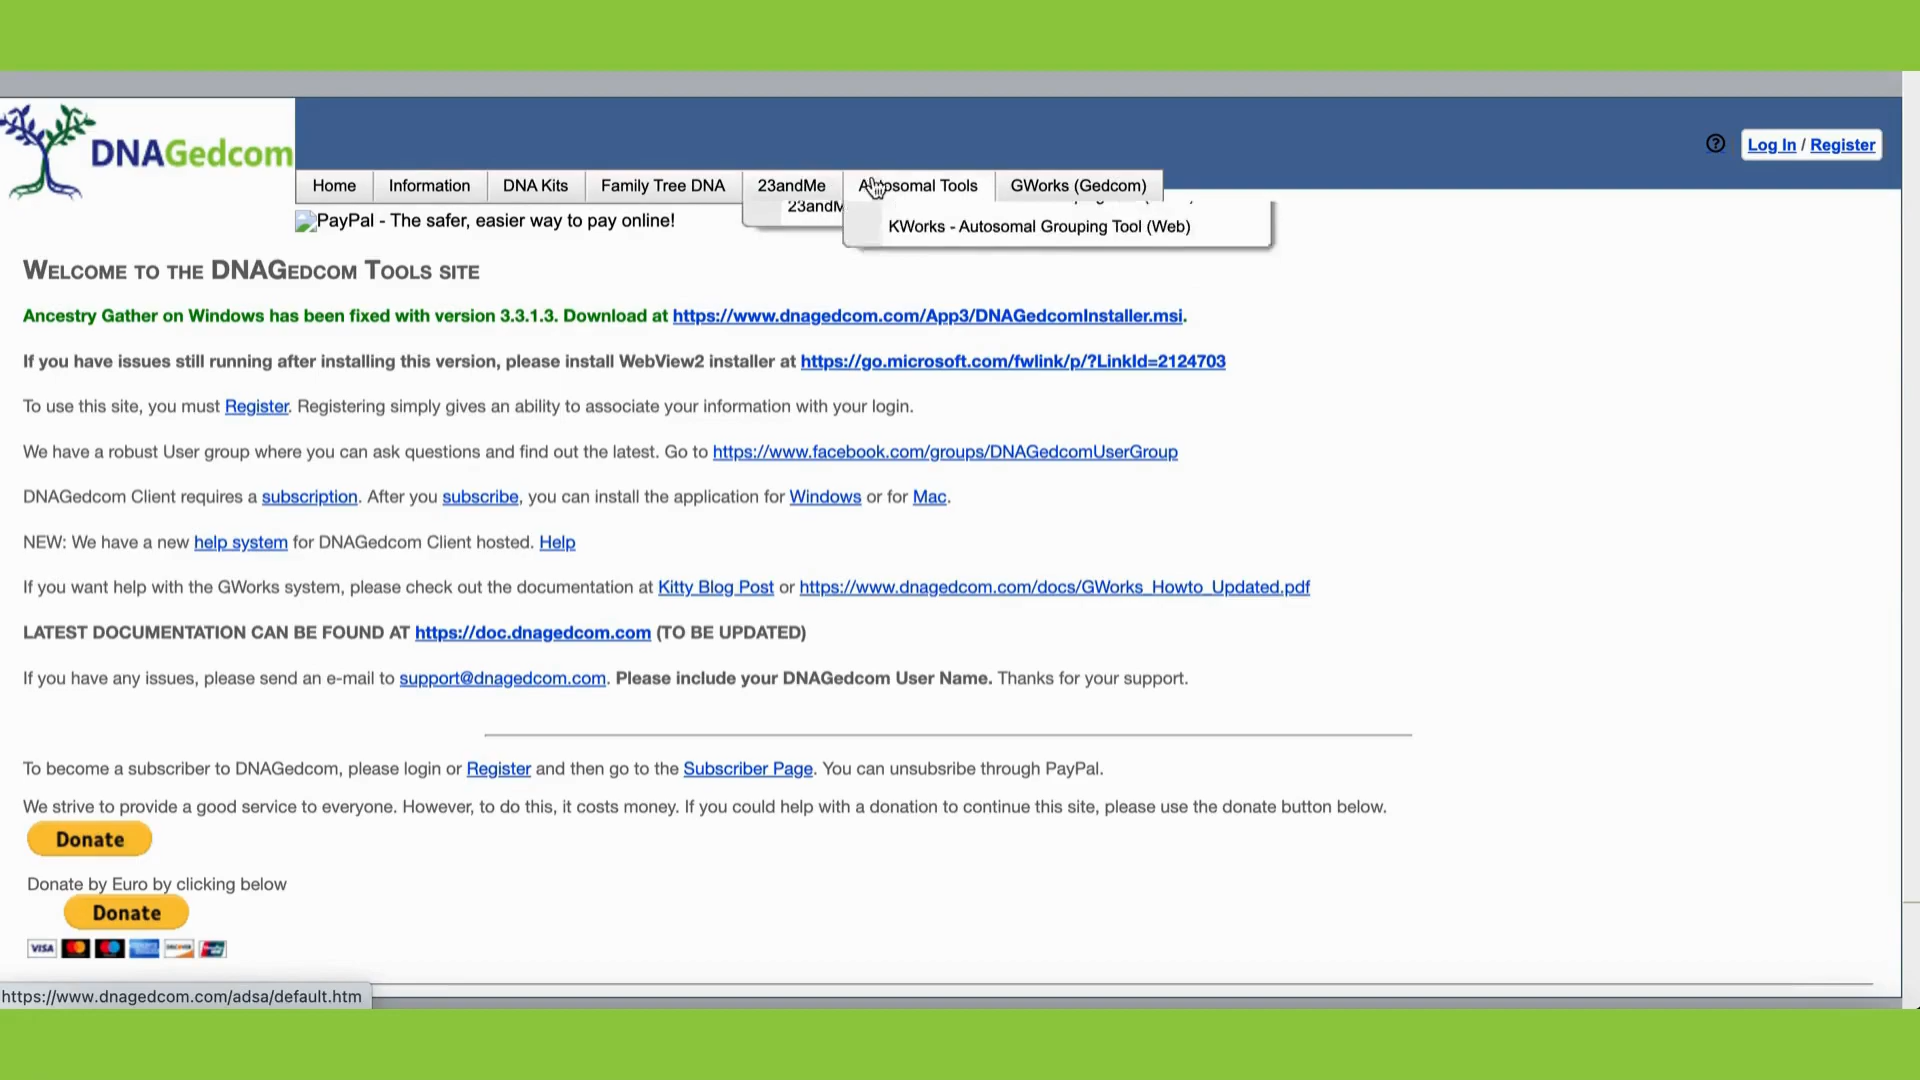 DNAGedcom
Log In / Register
Home Information DNA Kits Family Tree DNA 23andMe Autosomal Tools GWorks (Gedcom)
PayPal - The safer, easier way to pay online!
KWorks - Autosomal Grouping Tool (Web)
WELCOME TO THE DNAGEDCOM TOOLS SITE
Ancestry Gather on Windows has been fixed with version 3.3.1.3. Download at https://www.dnagedcom.com/App3/DNAGedcomInstaller.msi.
If you have issues still running after installing this version, please install WebView2 installer at https://go.microsoft.com/fwlink/p/?LinkId=2124703
To use this site, you must Register. Registering simply gives an ability to associate your information with your login.
We have a robust User group where you can ask questions and find out the latest. Go to https://www.facebook.com/groups/DNAGedcomUserGroup
DNAGedcom Client requires a subscription. After you subscribe, you can install the application for Windows or for Mac.
NEW: We have a new help system for DNAGedcom Client hosted. Help
If you want help with the GWorks system, please check out the documentation at Kitty Blog Post or https://www.dnagedcom.com/docs/GWorks_Howto_Updated.pdf
LATEST DOCUMENTATION CAN BE FOUND AT https://doc.dnagedcom.com (TO BE UPDATED)
If you have any issues, please send an e-mail to support@dnagedcom.com. Please include your DNAGedcom User Name. Thanks for your support.
To become a subscriber to DNAGedcom, please login or Register and then go to the Subscriber Page. You can unsubsribe through PayPal.
We strive to provide a good service to everyone. However, to do this, it costs money. If you could help with a donation to continue this site, please use the donate button below.
Donate
Donate by Euro by clicking below
Donate
VISA
https://www.dnagedcom.com/adsa/default.htm